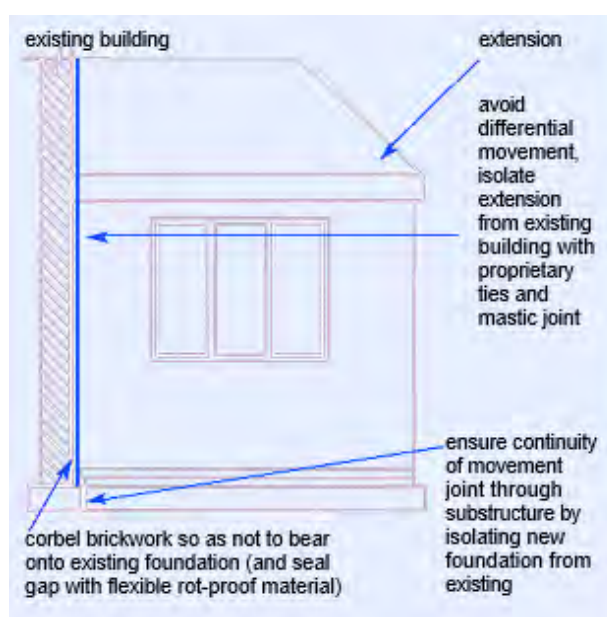 existing building
extension
avoid
differential
movement,
isolate
extension
from existing
building with
proprietary
ties and
mastic joint
ensure continuity
of movement
joint through
substructure by
isolating new
foundation from
existing
corbel brickwork so as not to bear
onto existing foundation (and seal
gap with flexible rot-proof material)